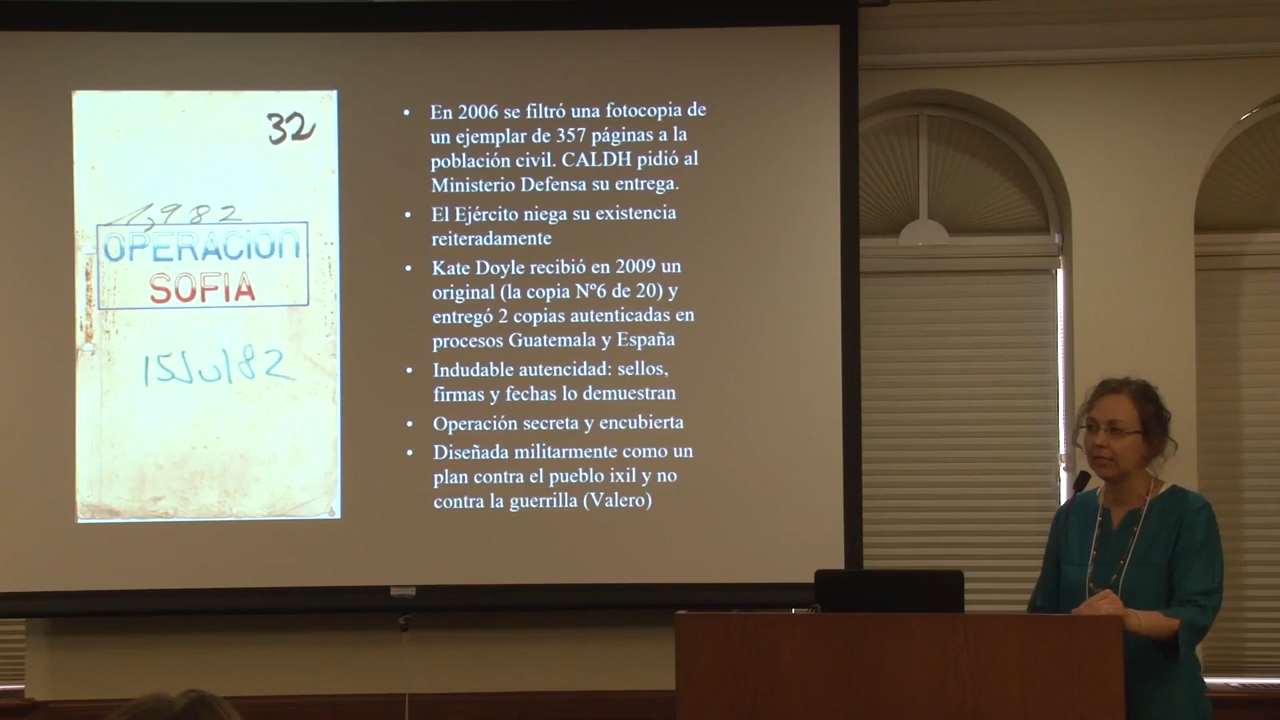 32
1982
OPERACION
SOFIA
15Jul82
• En 2006 se filtró una fotocopia de
un ejemplar de 357 páginas a la
población civil. CALDH pidió al
Ministerio Defensa su entrega.
• El Ejército niega su existencia
reiteradamente
• Kate Doyle recibió en 2009 un
original (la copia Nº6 de 20) y
entregó 2 copias autenticadas en
procesos Guatemala y España
• Indudable autencidad: sellos,
firmas y fechas lo demuestran
• Operación secreta y encubierta
• Diseñada militarmente como un
plan contra el pueblo ixil y no
contra la guerrilla (Valero)